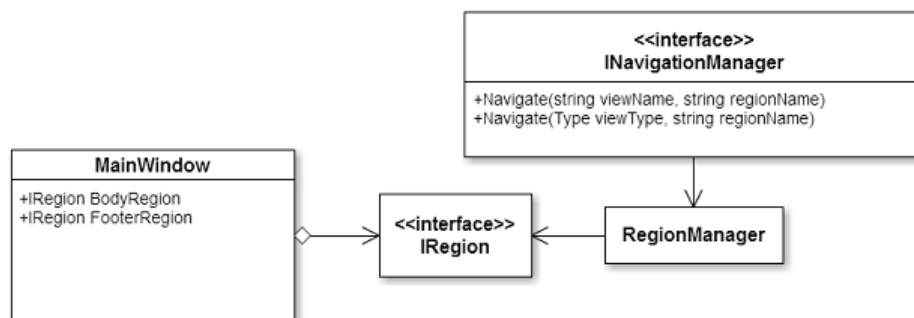 <<interface>>
INavigationManager
+Navigate(string viewName, string regionName)
+Navigate(Type viewType, string regionName)
MainWindow
+IRegion BodyRegion
+IRegion FooterRegion
<<interface>>
IRegion
RegionManager